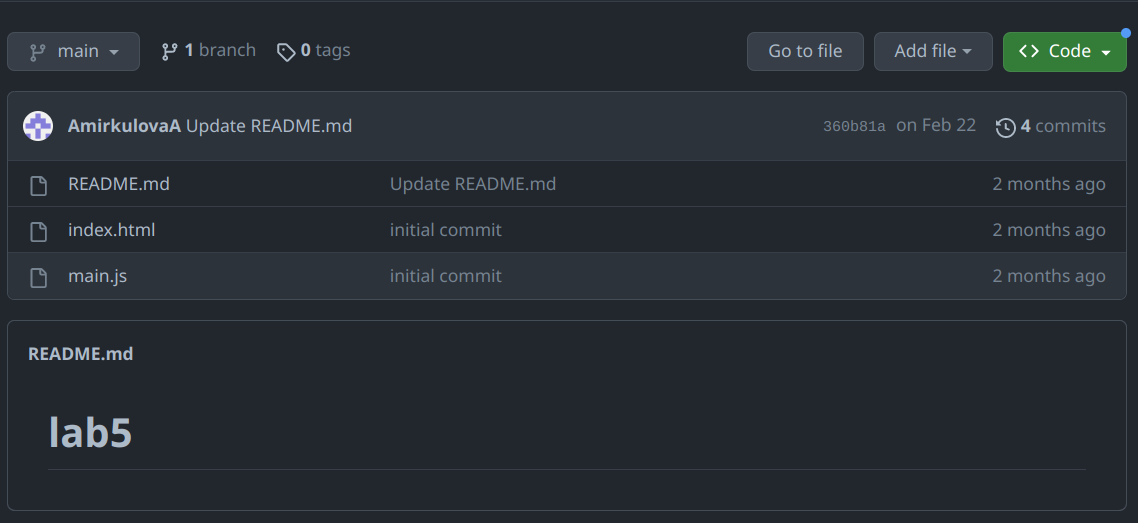 main 1 branch 0 tags Go to file Add file <> Code
AmirkulovaA Update README.md 360b81a on Feb 22 4 commits
README.md Update README.md 2 months ago
index.html initial commit 2 months ago
main.js initial commit 2 months ago
README.md
lab5